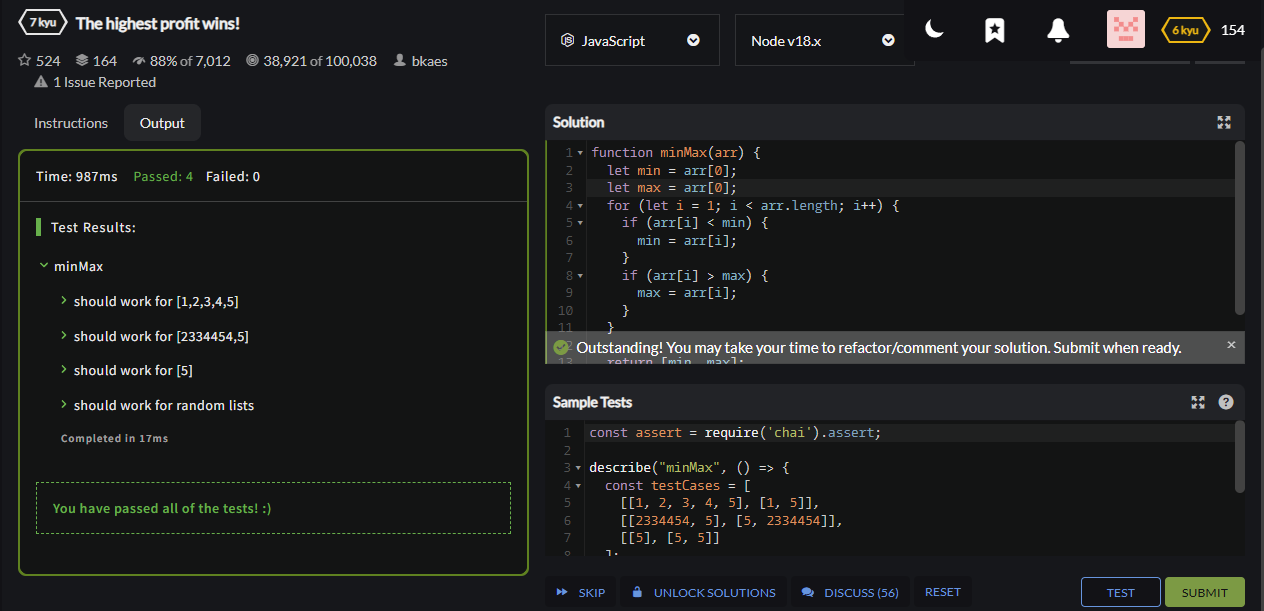 7 kyu
The highest profit wins!
524 164 88% of 7,012 38,921 of 100,038 bkaes
1 Issue Reported
JavaScript
Node v18.x
6 kyu 154
Instructions Output
Time: 987ms Passed: 4 Failed: 0
Test Results:
minMax
should work for [1,2,3,4,5]
should work for [2334454,5]
should work for [5]
should work for random lists
Completed in 17ms
You have passed all of the tests! :)
Solution
1 function minMax(arr) {
2 let min = arr[0];
3 let max = arr[0];
4 for (let i = 1; i < arr.length; i++) {
5 if (arr[i] < min) {
6 min = arr[i];
7 }
8 if (arr[i] > max) {
9 max = arr[i];
10 }
11 }
Outstanding! You may take your time to refactor/comment your solution. Submit when ready.
13 return [min, max];
Sample Tests
1 const assert = require('chai').assert;
2
3 describe("minMax", () => {
4 const testCases = [
5 [[1, 2, 3, 4, 5], [1, 5]],
6 [[2334454, 5], [5, 2334454]],
7 [[5], [5, 5]]
8 ];
SKIP UNLOCK SOLUTIONS DISCUSS (56) RESET TEST SUBMIT